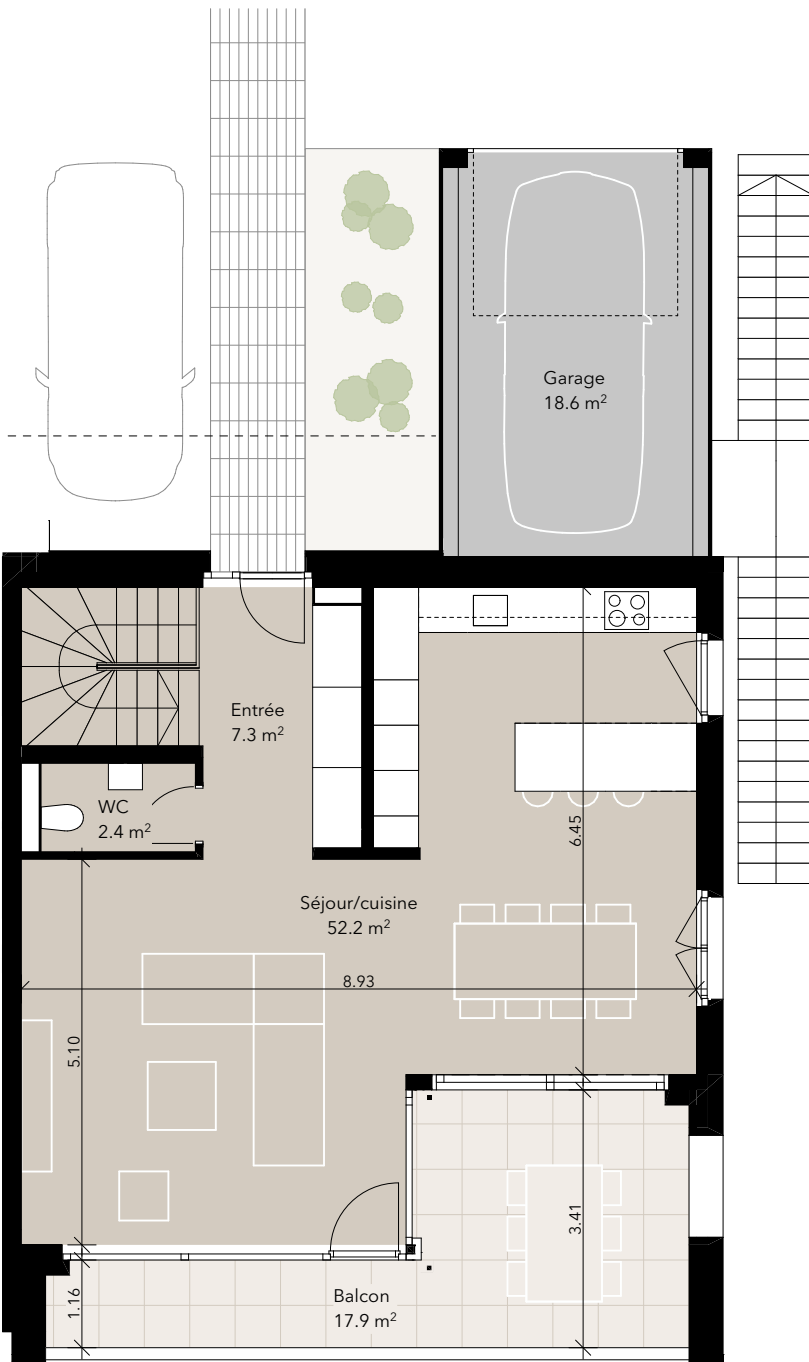 Garage
18.6 m²
Entrée
7.3 m²
WC
2.4 m²
6.45
Séjour/cuisine
52.2 m²
8.93
5.10
3.41
1.16
Balcon
17.9 m²